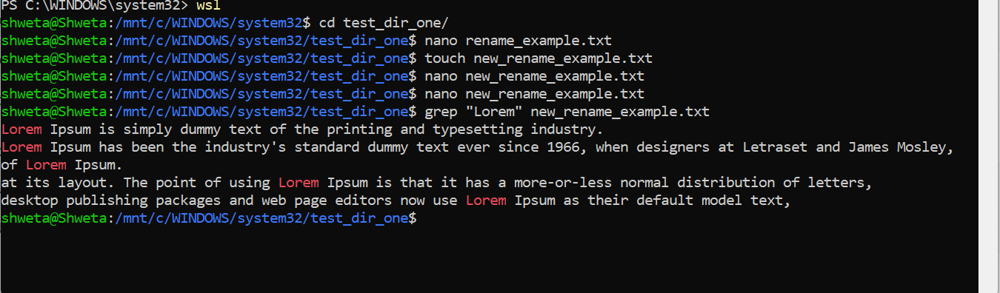 PS C:\WINDOWS\system32> wsl
shweta@Shweta:/mnt/c/WINDOWS/system32$ cd test_dir_one/
shweta@Shweta:/mnt/c/WINDOWS/system32/test_dir_one$ nano rename_example.txt
shweta@Shweta:/mnt/c/WINDOWS/system32/test_dir_one$ touch new_rename_example.txt
shweta@Shweta:/mnt/c/WINDOWS/system32/test_dir_one$ nano new_rename_example.txt
shweta@Shweta:/mnt/c/WINDOWS/system32/test_dir_one$ nano new_rename_example.txt
shweta@Shweta:/mnt/c/WINDOWS/system32/test_dir_one$ grep "Lorem" new_rename_example.txt
Lorem Ipsum is simply dummy text of the printing and typesetting industry.
Lorem Ipsum has been the industry's standard dummy text ever since 1966, when designers at Letraset and James Mosley,
of Lorem Ipsum.
at its layout. The point of using Lorem Ipsum is that it has a more-or-less normal distribution of letters,
desktop publishing packages and web page editors now use Lorem Ipsum as their default model text,
shweta@Shweta:/mnt/c/WINDOWS/system32/test_dir_one$